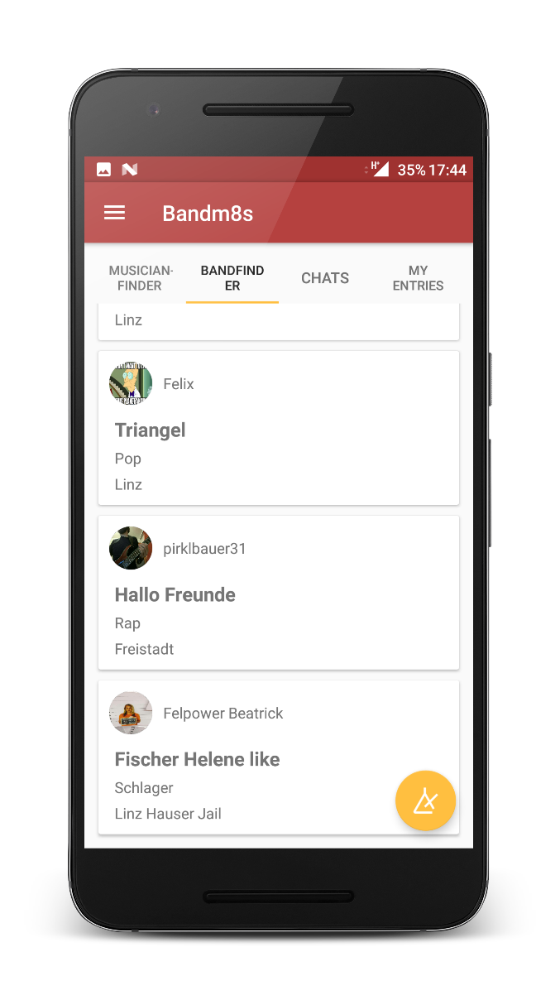 H+ 35% 17:44
Bandm8s
MUSICIAN-
FINDER
BANDFIND
ER
CHATS
MY
ENTRIES
Linz
Felix
Triangel
Pop
Linz
pirklbauer31
Hallo Freunde
Rap
Freistadt
Felpower Beatrick
Fischer Helene like
Schlager
Linz Hauser Jail